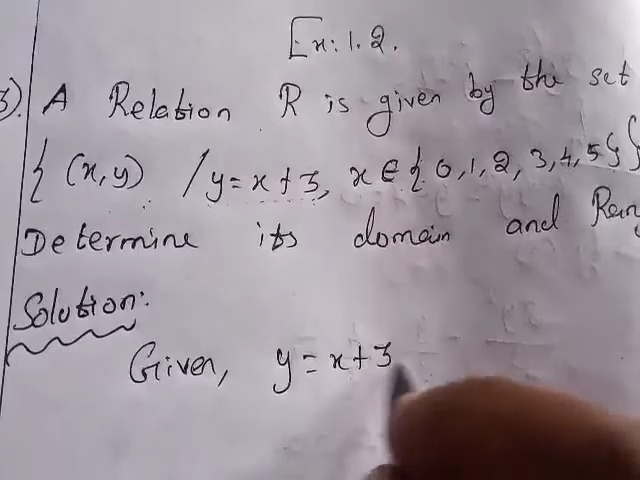 Ex: 1.2.
3). A Relation R is given by the set
{ (x, y) / y = x + 3, x ∈ { 0, 1, 2, 3, 4, 5 } }
Determine its domain and Rang
Solution:
Given, y = x + 3